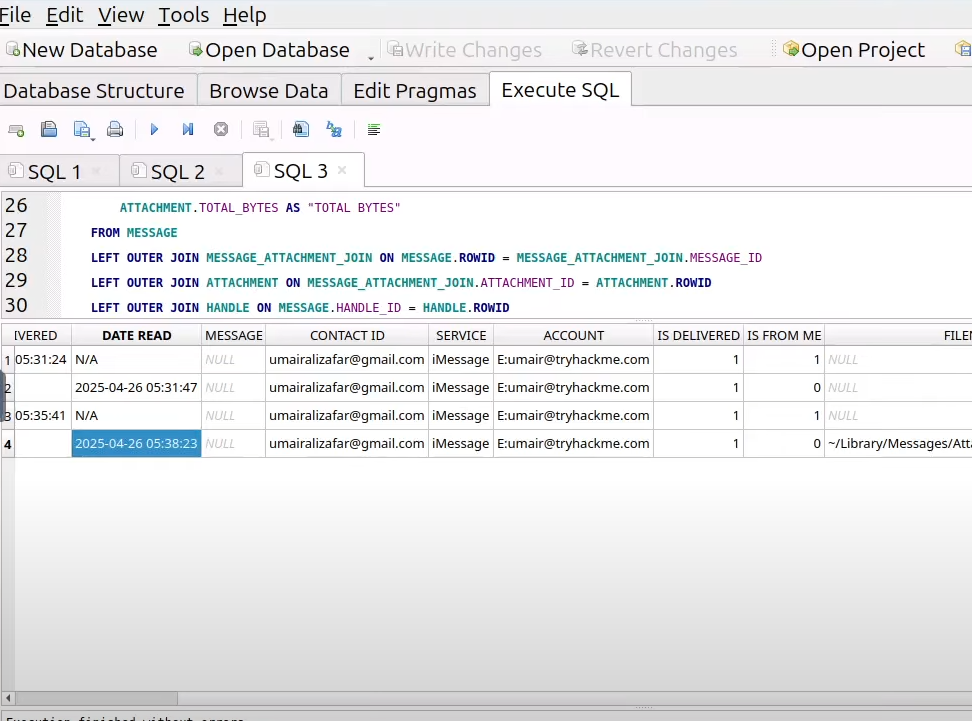 File Edit View Tools Help
New Database Open Database Write Changes Revert Changes Open Project
Database Structure Browse Data Edit Pragmas Execute SQL
SQL 1 SQL 2 SQL 3
26 ATTACHMENT.TOTAL_BYTES AS "TOTAL BYTES"
27 FROM MESSAGE
28 LEFT OUTER JOIN MESSAGE_ATTACHMENT_JOIN ON MESSAGE.ROWID = MESSAGE_ATTACHMENT_JOIN.MESSAGE_ID
29 LEFT OUTER JOIN ATTACHMENT ON MESSAGE_ATTACHMENT_JOIN.ATTACHMENT_ID = ATTACHMENT.ROWID
30 LEFT OUTER JOIN HANDLE ON MESSAGE.HANDLE_ID = HANDLE.ROWID
IVERED DATE READ MESSAGE CONTACT ID SERVICE ACCOUNT IS DELIVERED IS FROM ME FILEN
1 05:31:24 N/A NULL umairalizafar@gmail.com iMessage E:umair@tryhackme.com 1 1 NULL
2 2025-04-26 05:31:47 NULL umairalizafar@gmail.com iMessage E:umair@tryhackme.com 1 0 NULL
3 05:35:41 N/A NULL umairalizafar@gmail.com iMessage E:umair@tryhackme.com 1 1 NULL
4 2025-04-26 05:38:23 NULL umairalizafar@gmail.com iMessage E:umair@tryhackme.com 1 0 ~/Library/Messages/Atta
Execution finished without errors